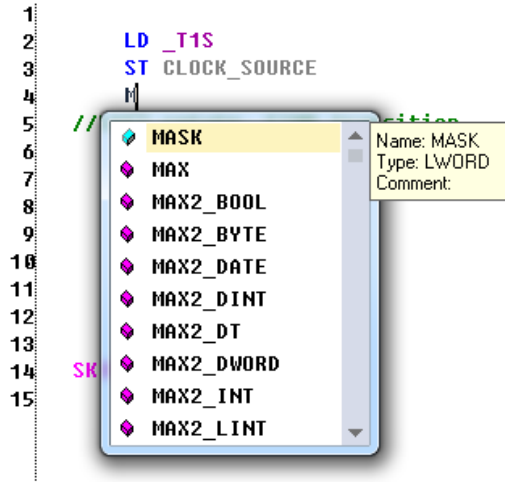 1
2 LD _T1S
3 ST CLOCK_SOURCE
4 M
5 //
6
7
8
9
10
11
12
13
14 SK
15
MASK
MAX
MAX2_BOOL
MAX2_BYTE
MAX2_DATE
MAX2_DINT
MAX2_DT
MAX2_DWORD
MAX2_INT
MAX2_LINT
Name: MASK
Type: LWORD
Comment: